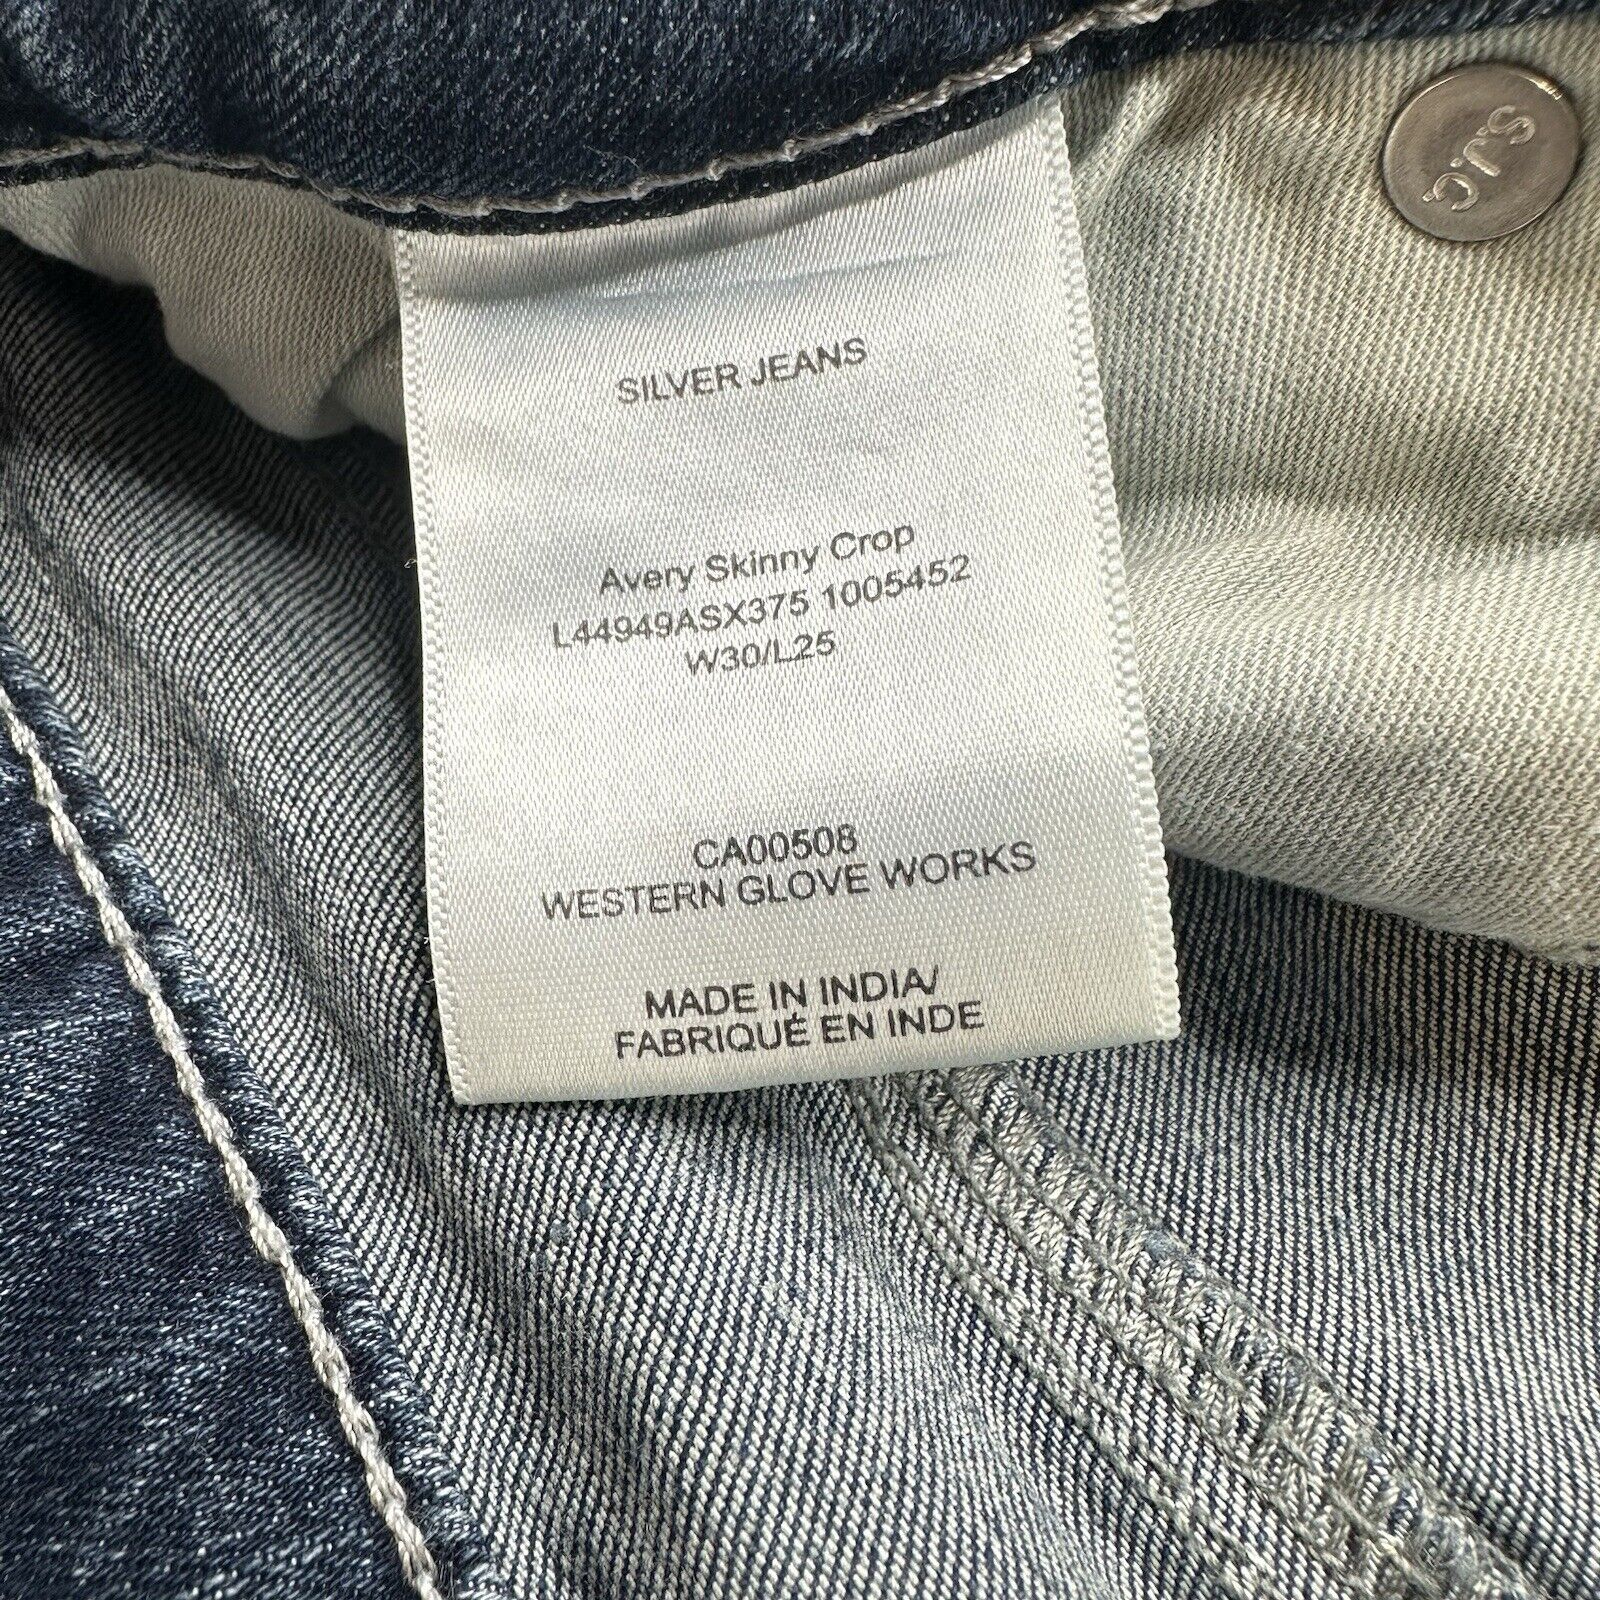 S.J.C.
SILVER JEANS
Avery Skinny Crop
L44949ASX375 1005452
W30/L25
CA00508
WESTERN GLOVE WORKS
MADE IN INDIA/
FABRIQUÉ EN INDE